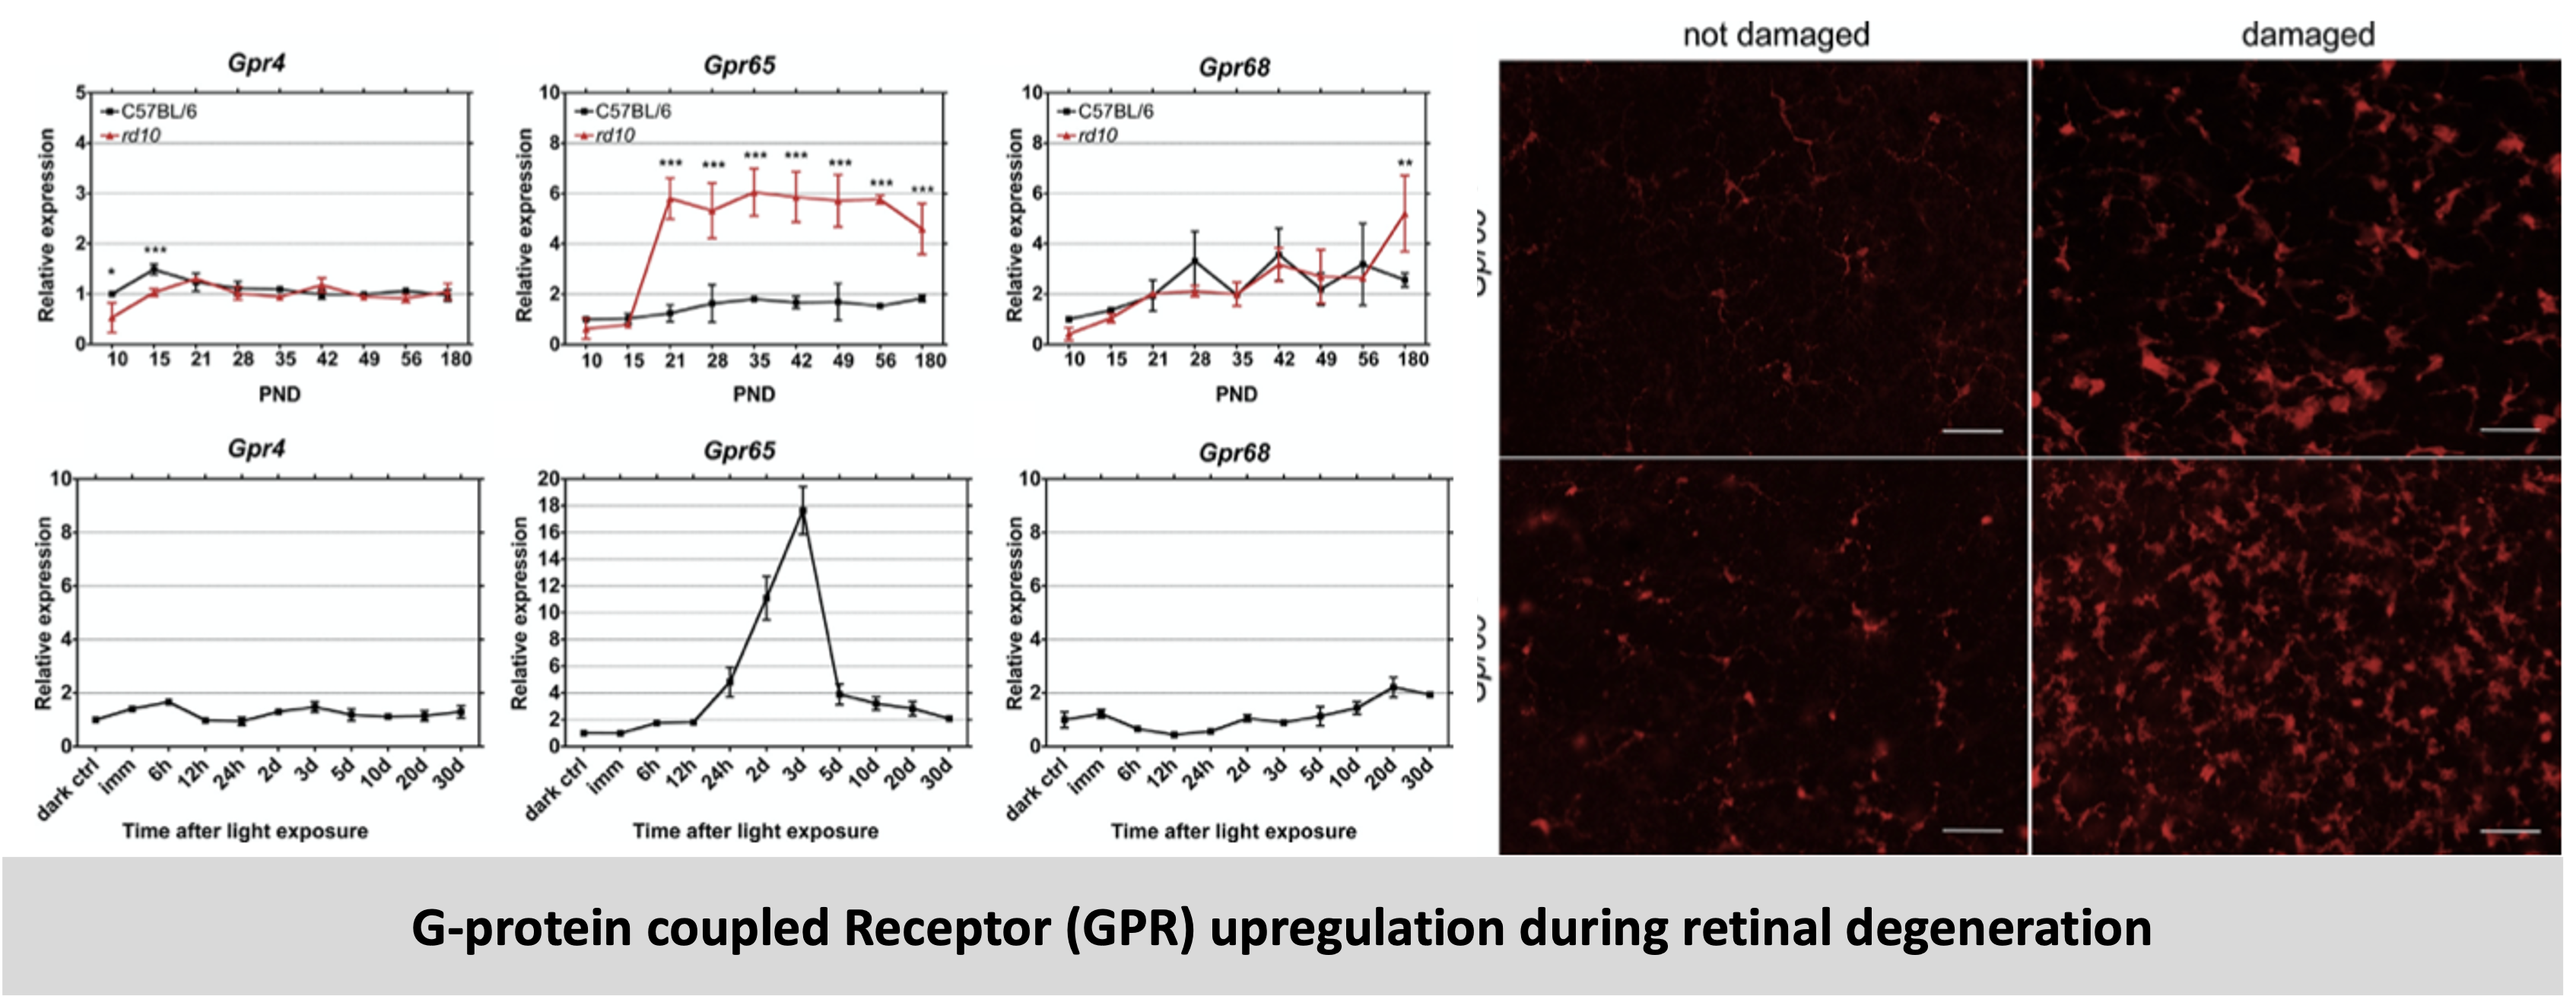 Gpr4
Relative expression
5
4
3
2
1
0
C57BL/6
rd10
*
***
10 15 21 28 35 42 49 56 180
PND
Gpr65
Relative expression
10
8
6
4
2
0
C57BL/6
rd10
*** *** *** *** *** *** ***
10 15 21 28 35 42 49 56 180
PND
Gpr68
Relative expression
10
8
6
4
2
0
C57BL/6
rd10
**
10 15 21 28 35 42 49 56 180
PND
not damaged
damaged
Gpr4
Relative expression
10
8
6
4
2
0
dark ctrl imm 6h 12h 24h 2d 3d 5d 10d 20d 30d
Time after light exposure
Gpr65
Relative expression
20
18
16
14
12
10
8
6
4
2
0
dark ctrl imm 6h 12h 24h 2d 3d 5d 10d 20d 30d
Time after light exposure
Gpr68
Relative expression
10
8
6
4
2
0
dark ctrl imm 6h 12h 24h 2d 3d 5d 10d 20d 30d
Time after light exposure
G-protein coupled Receptor (GPR) upregulation during retinal degeneration